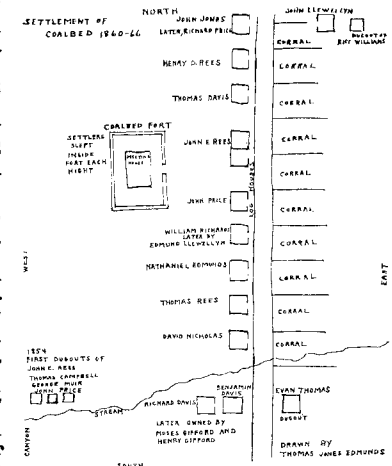 NORTH
SETTLEMENT OF
COALBED 1860-66
JOHN JONES
LATER, RICHARD PRICE
JOHN LLEWELLYN
DUGOUT OF
WILLIAMS
CORRAL
HENRY D. REES
CORRAL
THOMAS DAVIS
CORRAL
COALBED FORT
SETTLERS
SLEPT
INSIDE
FORT EACH
NIGHT
MEETING
HOUSE
JOHN E REES
CORRAL
LOG HOUSES
CORRAL
JOHN PRICE
CORRAL
WILLIAM RICHARDS
LATER BY
EDMUND LLEWELLYN
CORRAL
WEST
EAST
NATHANIEL EDMUNDS
CORRAL
THOMAS REES
CORRAL
DAVID NICHOLAS
CORRAL
1854
FIRST DUGOUTS OF
JOHN E. REES
THOMAS CAMPBELL
GEORGE MUIR
JOHN PRICE
STREAM
CANYON
RICHARD DAVIS
BENJAMIN
DAVIS
EVAN THOMAS
DUGOUT
LATER OWNED BY
MOSES GIFFORD AND
HENRY GIFFORD
DRAWN BY
THOMAS JONES EDMUNDS
SOUTH